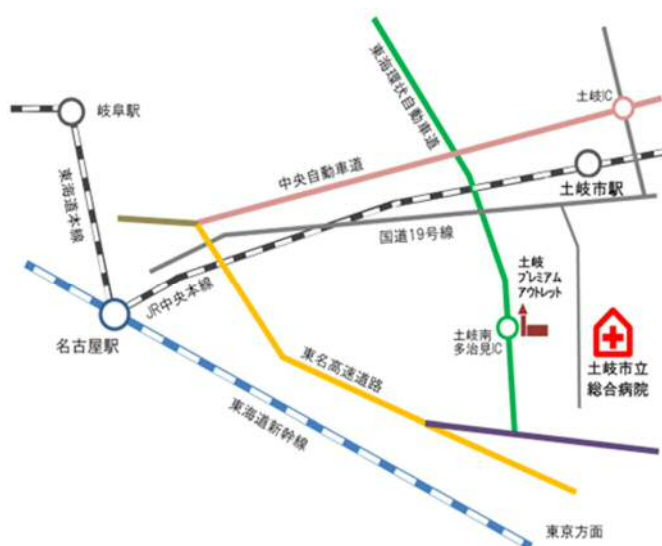 東海環状自動車道
土岐IC
岐阜駅
中央自動車道
土岐市駅
東海道本線
国道19号線
土岐
プレミアム
アウトレット
JR中央本線
土岐南
多治見IC
名古屋駅
東名高速道路
土岐市立
総合病院
東海道新幹線
東京方面